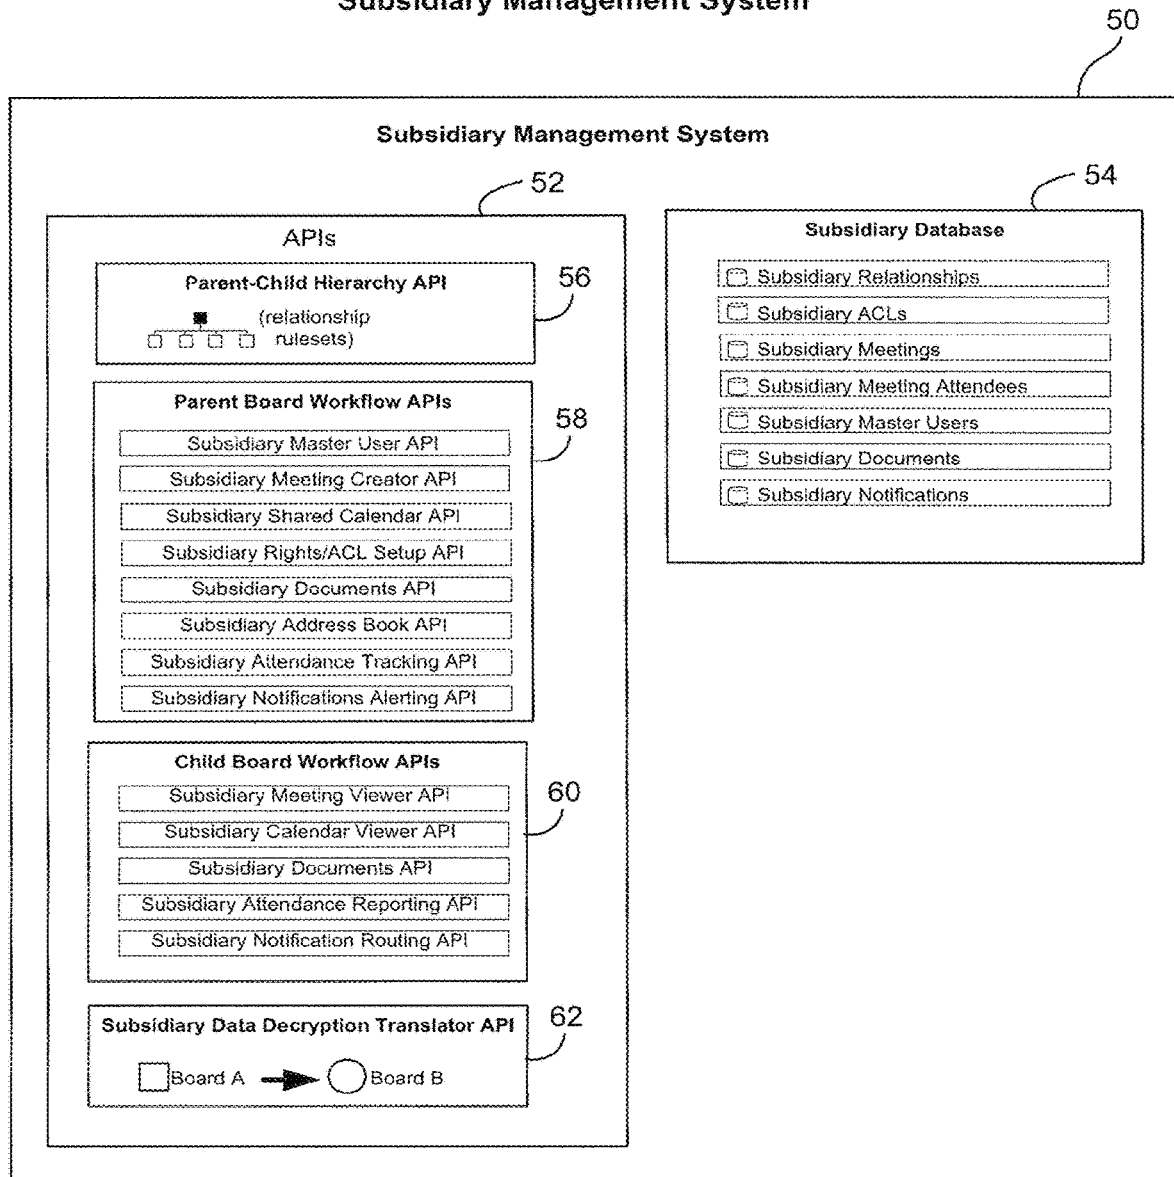 Subsidiary Management System
50
Subsidiary Management System
52
54
APIs
Parent-Child Hierarchy API
(relationship
rulesets)
56
Parent Board Workflow APIs
58
Subsidiary Master User API
Subsidiary Meeting Creator API
Subsidiary Shared Calendar API
Subsidiary Rights/ACL Setup API
Subsidiary Documents API
Subsidiary Address Book API
Subsidiary Attendance Tracking API
Subsidiary Notifications Alerting API
Child Board Workflow APIs
60
Subsidiary Meeting Viewer API
Subsidiary Calendar Viewer API
Subsidiary Documents API
Subsidiary Attendance Reporting API
Subsidiary Notification Routing API
Subsidiary Data Decryption Translator API
62
Board A
Board B
Subsidiary Database
Subsidiary Relationships
Subsidiary ACLs
Subsidiary Meetings
Subsidiary Meeting Attendees
Subsidiary Master Users
Subsidiary Documents
Subsidiary Notifications